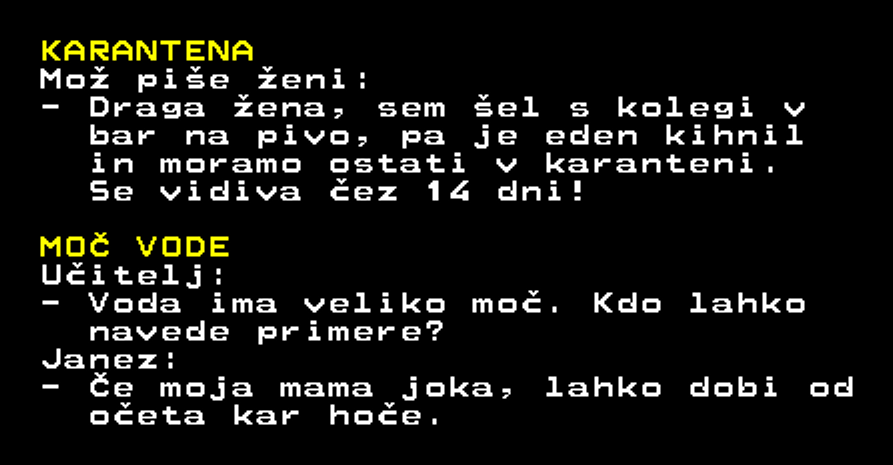 KARANTENA
Mož piše ženi:
- Draga žena, sem šel s kolegi v
bar na pivo, pa je eden kihnil
in moramo ostati v karanteni.
Se vidiva čez 14 dni!
MOČ VODE
Učitelj:
- Voda ima veliko moč. Kdo lahko
navede primere?
Janez:
- Če moja mama joka, lahko dobi od
očeta kar hoče.